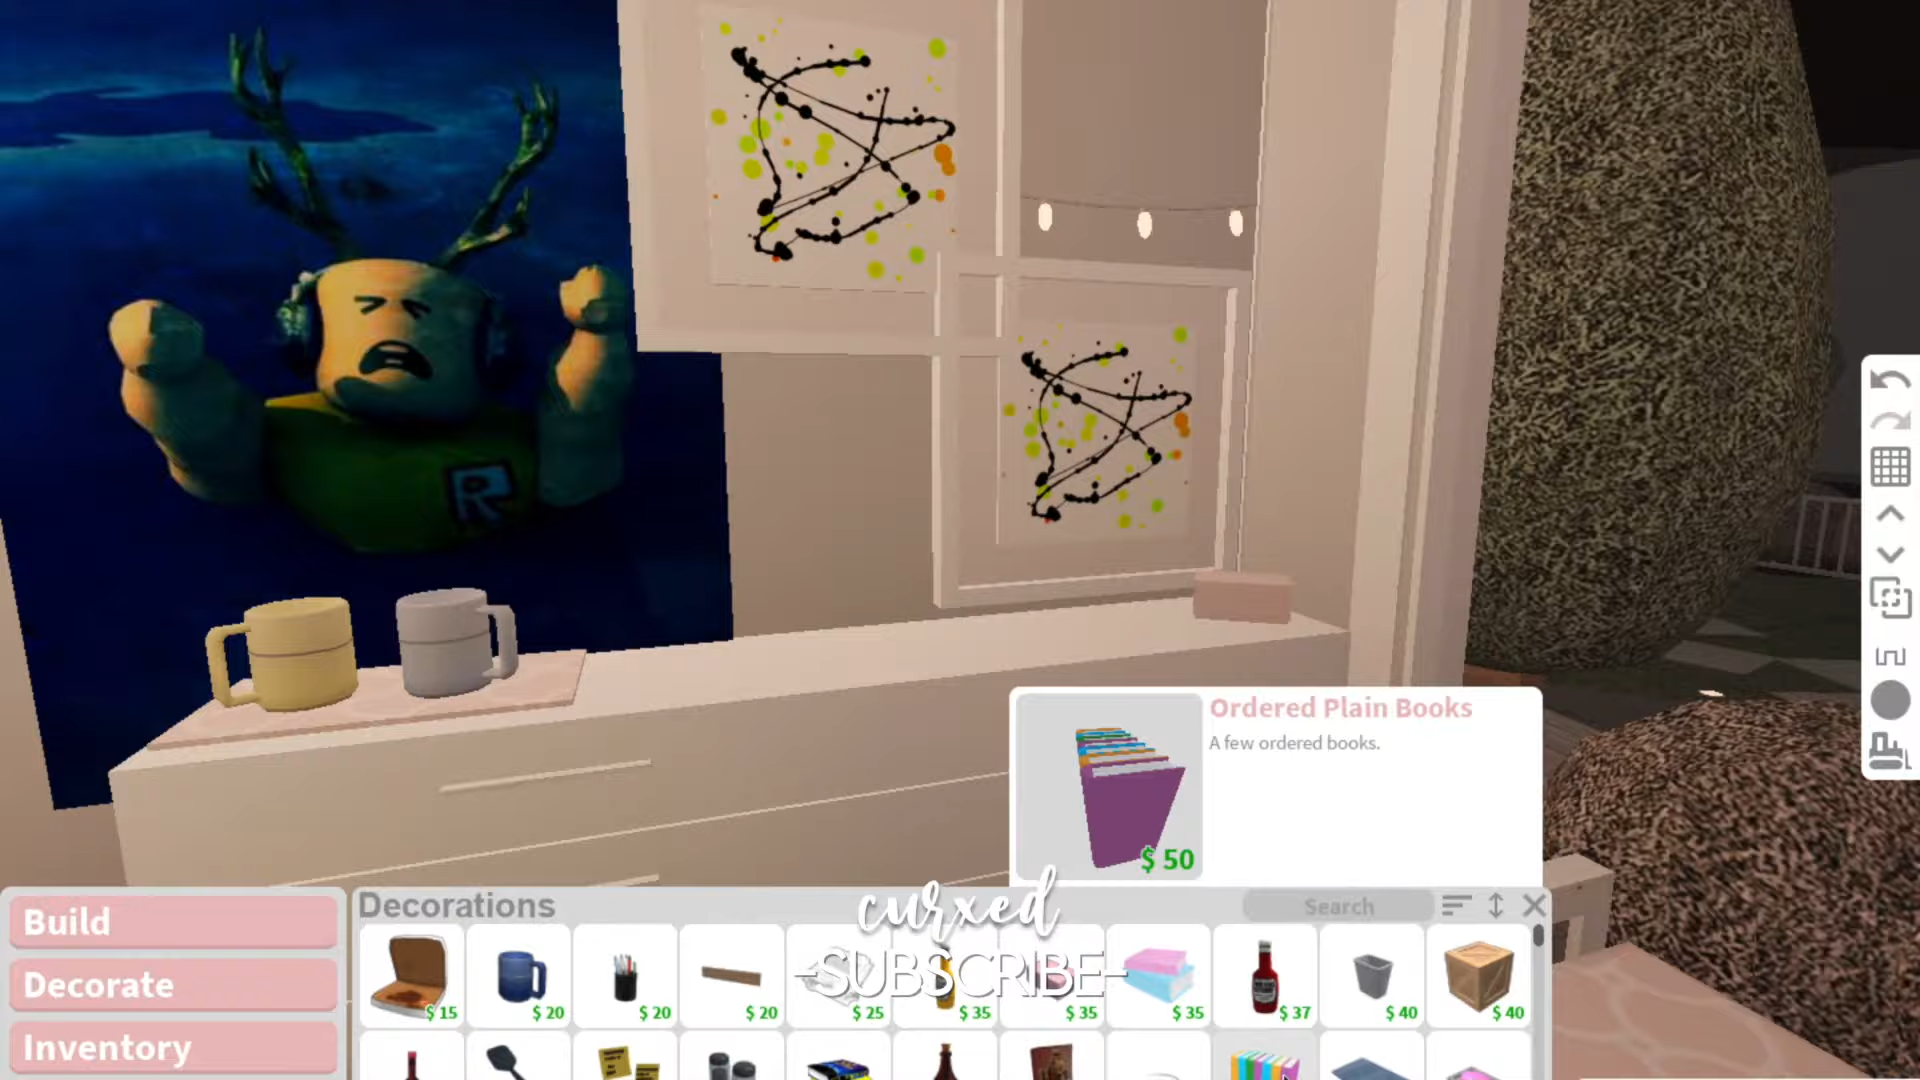 R
Ordered Plain Books
A few ordered books.
$ 50
Build
Decorate
Inventory
Decorations
Search
curxed
-SUBSCRIBE-
$ 15
$ 20
$ 20
$ 20
$ 25
$ 35
$ 35
$ 35
$ 37
$ 40
$ 40